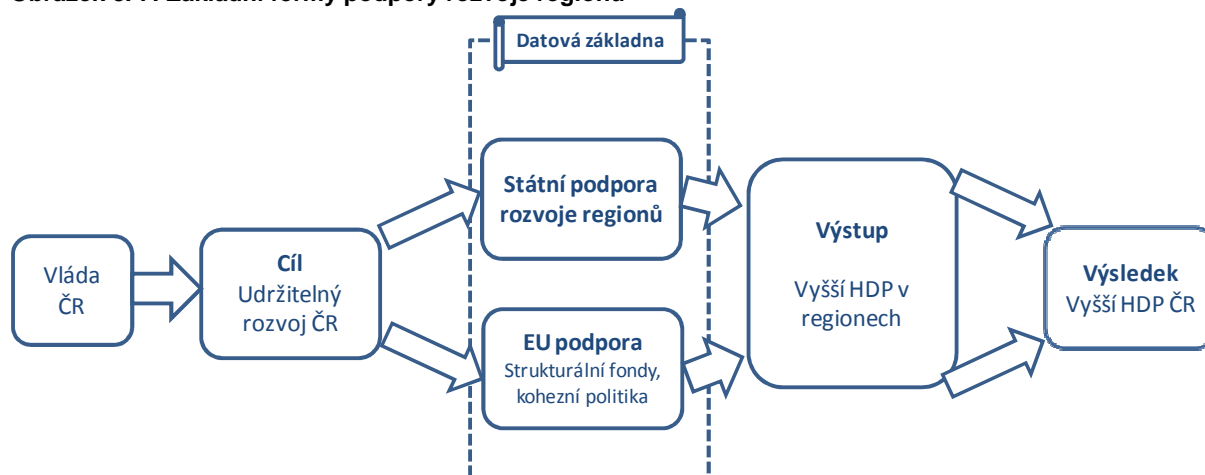 Datová základna
Státní podpora
rozvoje regionů
Vláda
ČR
Cíl
Udržitelný
rozvoj ČR
EU podpora
Strukturální fondy,
kohezní politika
Výstup
Vyšší HDP v
regionech
Výsledek
Vyšší HDP ČR